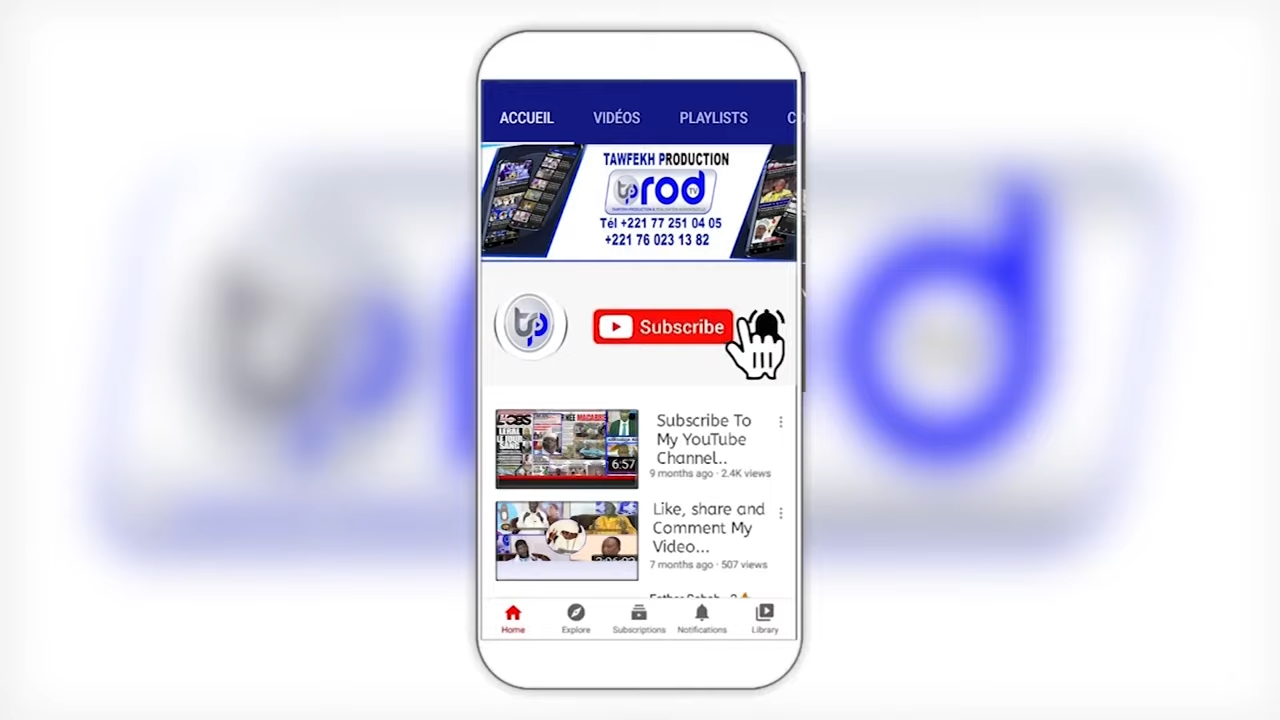 ACCUEIL VIDÉOS PLAYLISTS
TAWFEKH PRODUCTION
tprod TV
Tél +221 77 251 04 05
+221 76 023 13 82
tp
Subscribe
L'OBS
6:57
Subscribe To
My YouTube
Channel..
9 months ago · 2.4K views
Like, share and
Comment My
Video...
7 months ago · 507 views
Home Explore Subscriptions Notifications Library